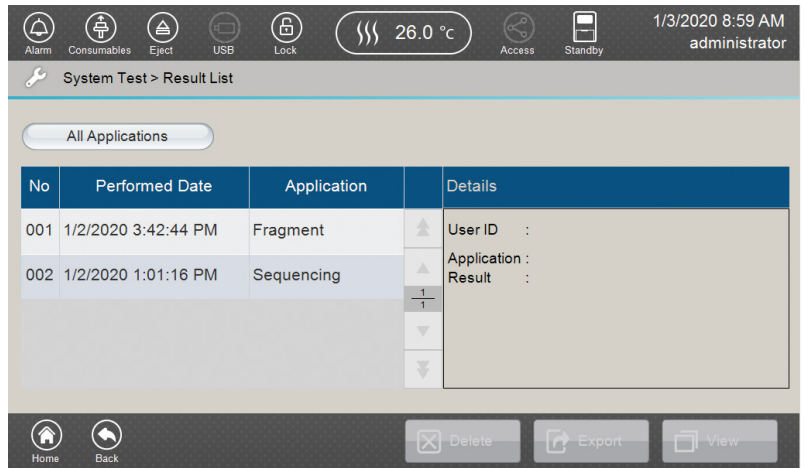 1/3/2020 8:59 AM
26.0 °c
administrator
Alarm Consumables Eject USB Lock Access Standby
System Test > Result List
All Applications
No Performed Date Application Details
001 1/2/2020 3:42:44 PM Fragment
User ID :
Application :
002 1/2/2020 1:01:16 PM Sequencing
Result :
1
1
Delete Export View
Home Back